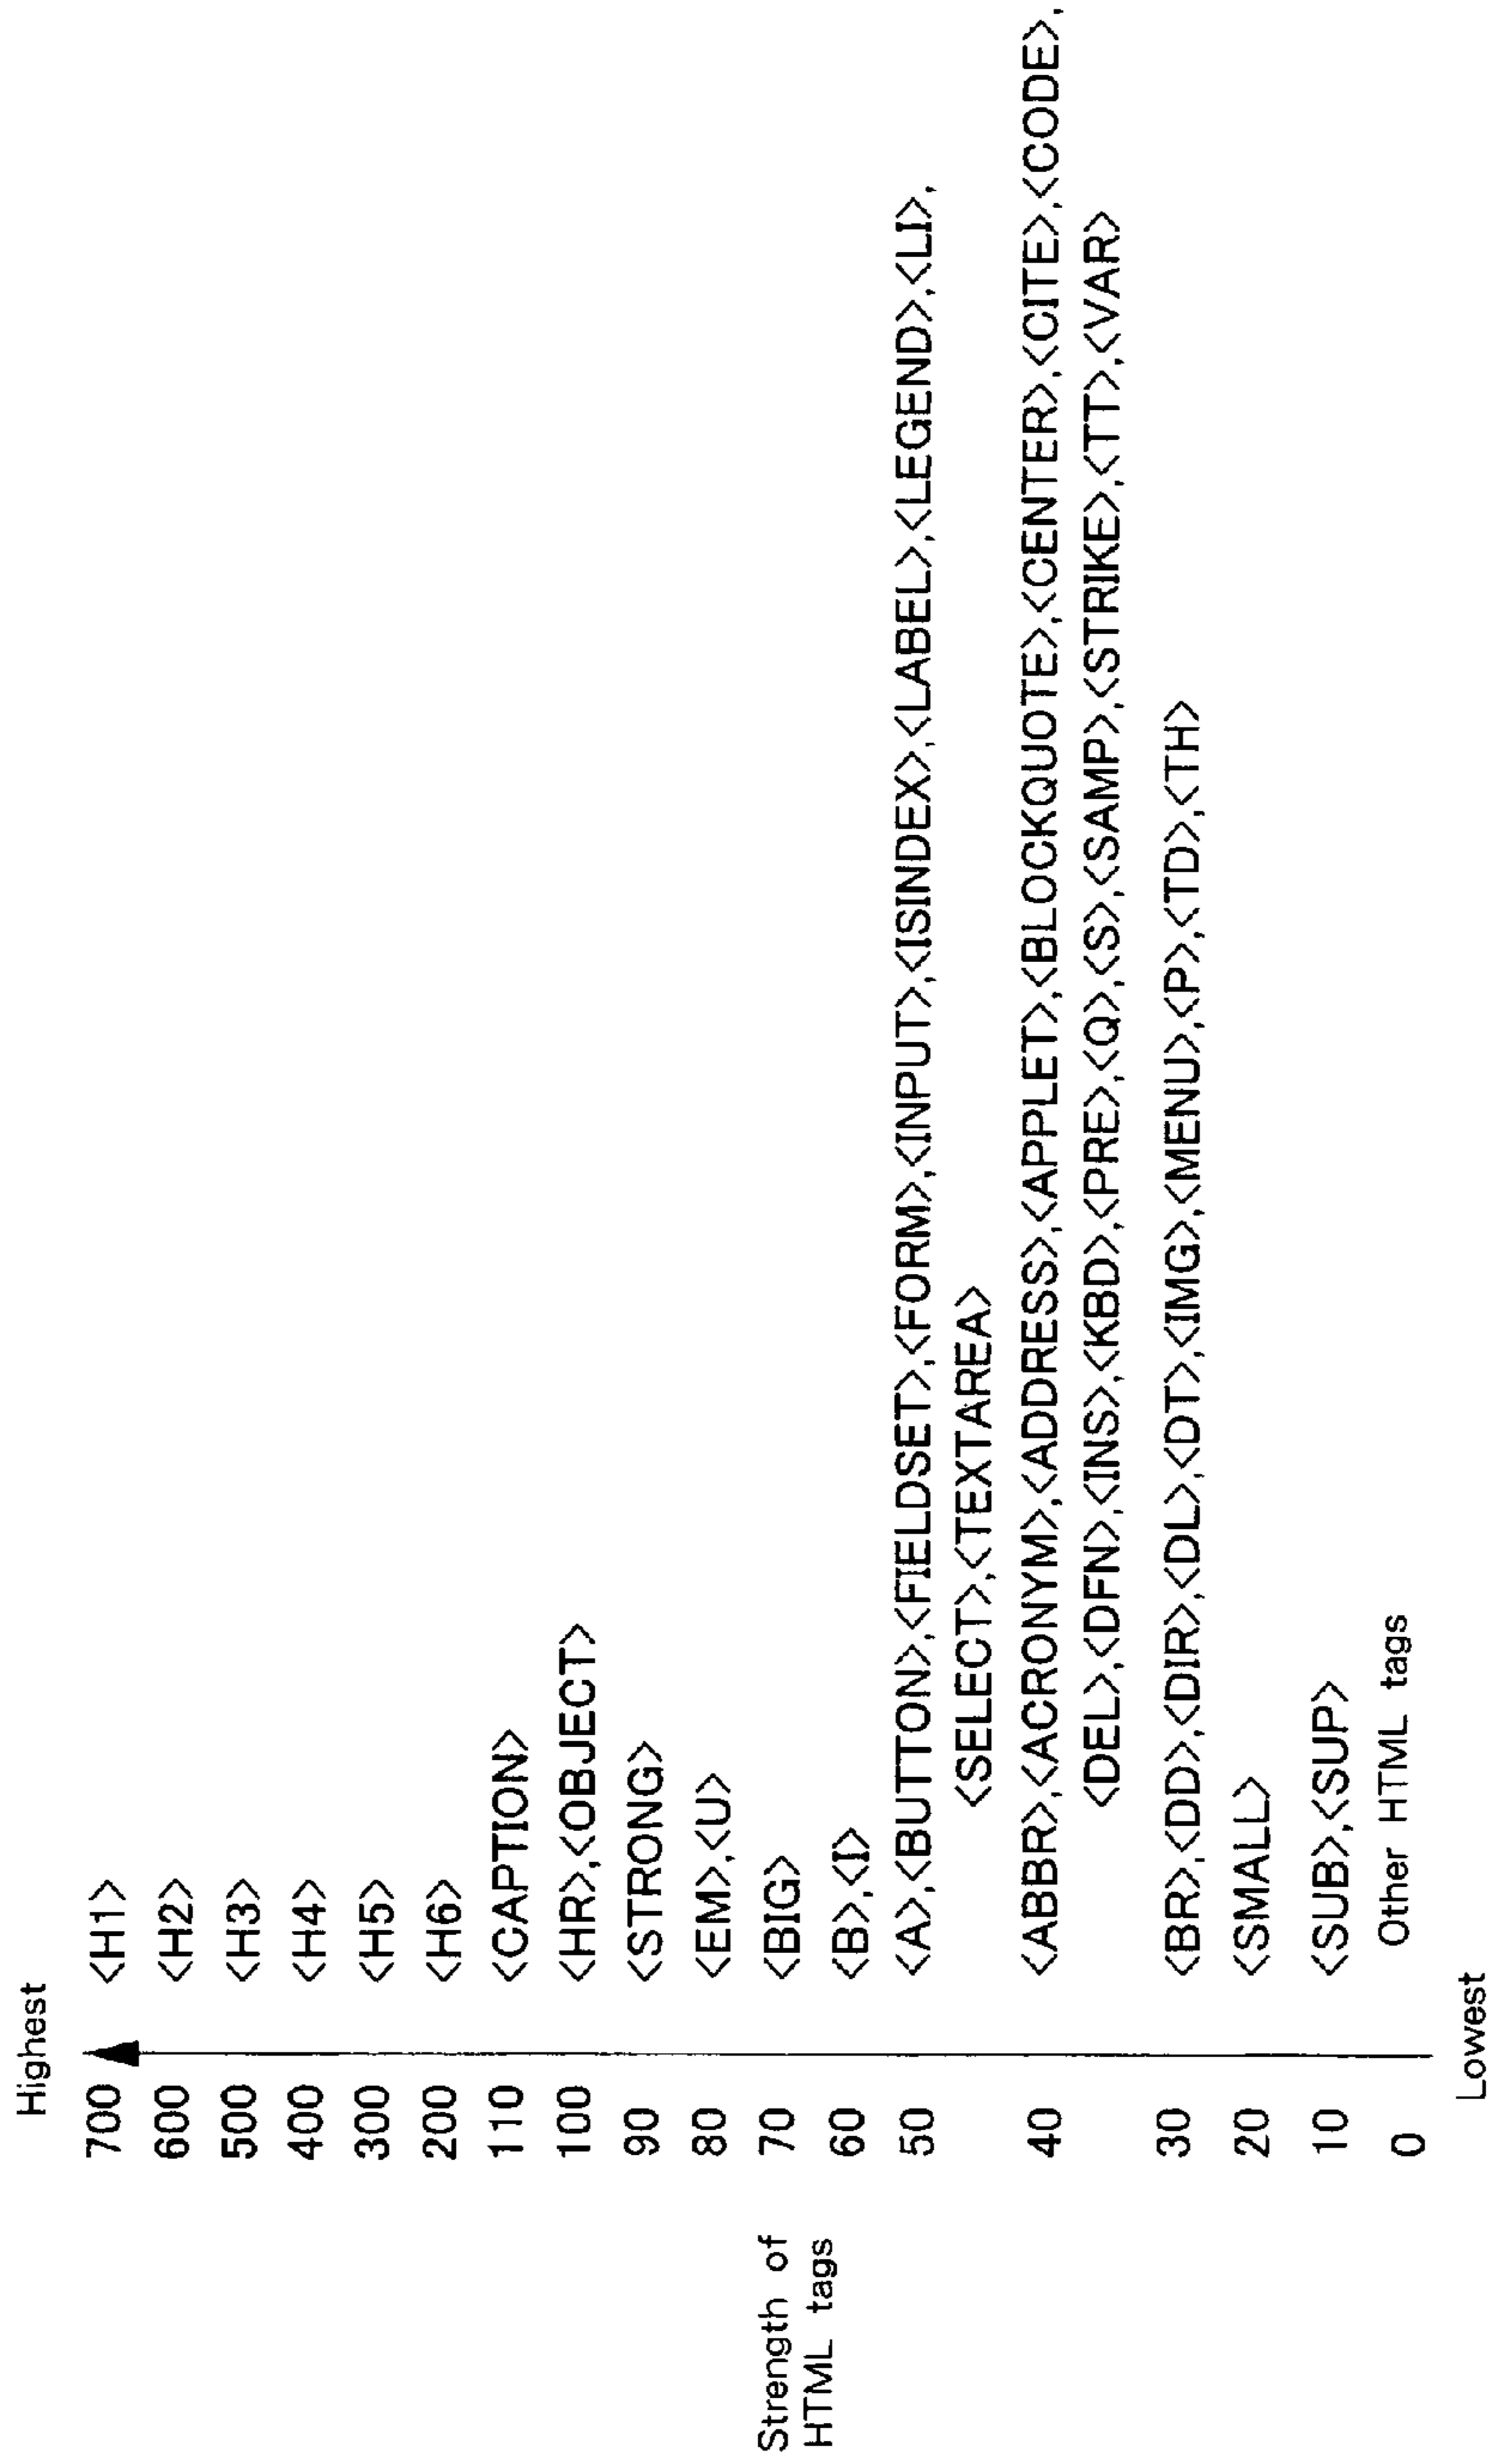 Highest
700 <H1>
600 <H2>
500 <H3>
400 <H4>
300 <H5>
200 <H6>
110 <CAPTION>
100 <HR>,<OBJECT>
90 <STRONG>
80 <EM>,<U>
Strength of
HTML tags
70 <BIG>
60 <B>,<I>
50 <A>,<BUTTON>,<FIELDSET>,<FORM>,<INPUT>,<ISINDEX>,<LABEL>,<LEGEND>,<LI>,
<SELECT>,<TEXTAREA>
40 <ABBR>,<ACRONYM>,<ADDRESS>,<APPLET>,<BLOCKQUOTE>,<CENTER>,<CITE>,<CODE>,
<DEL>,<DFN>,<INS>,<KBD>,<PRE>,<Q>,<S>,<SAMP>,<STRIKE>,<TT>,<VAR>
30 <BR>,<DD>,<DIR>,<DL>,<DT>,<IMG>,<MENU>,<P>,<TD>,<TH>
20 <SMALL>
10 <SUB>,<SUP>
0 Other HTML tags
Lowest